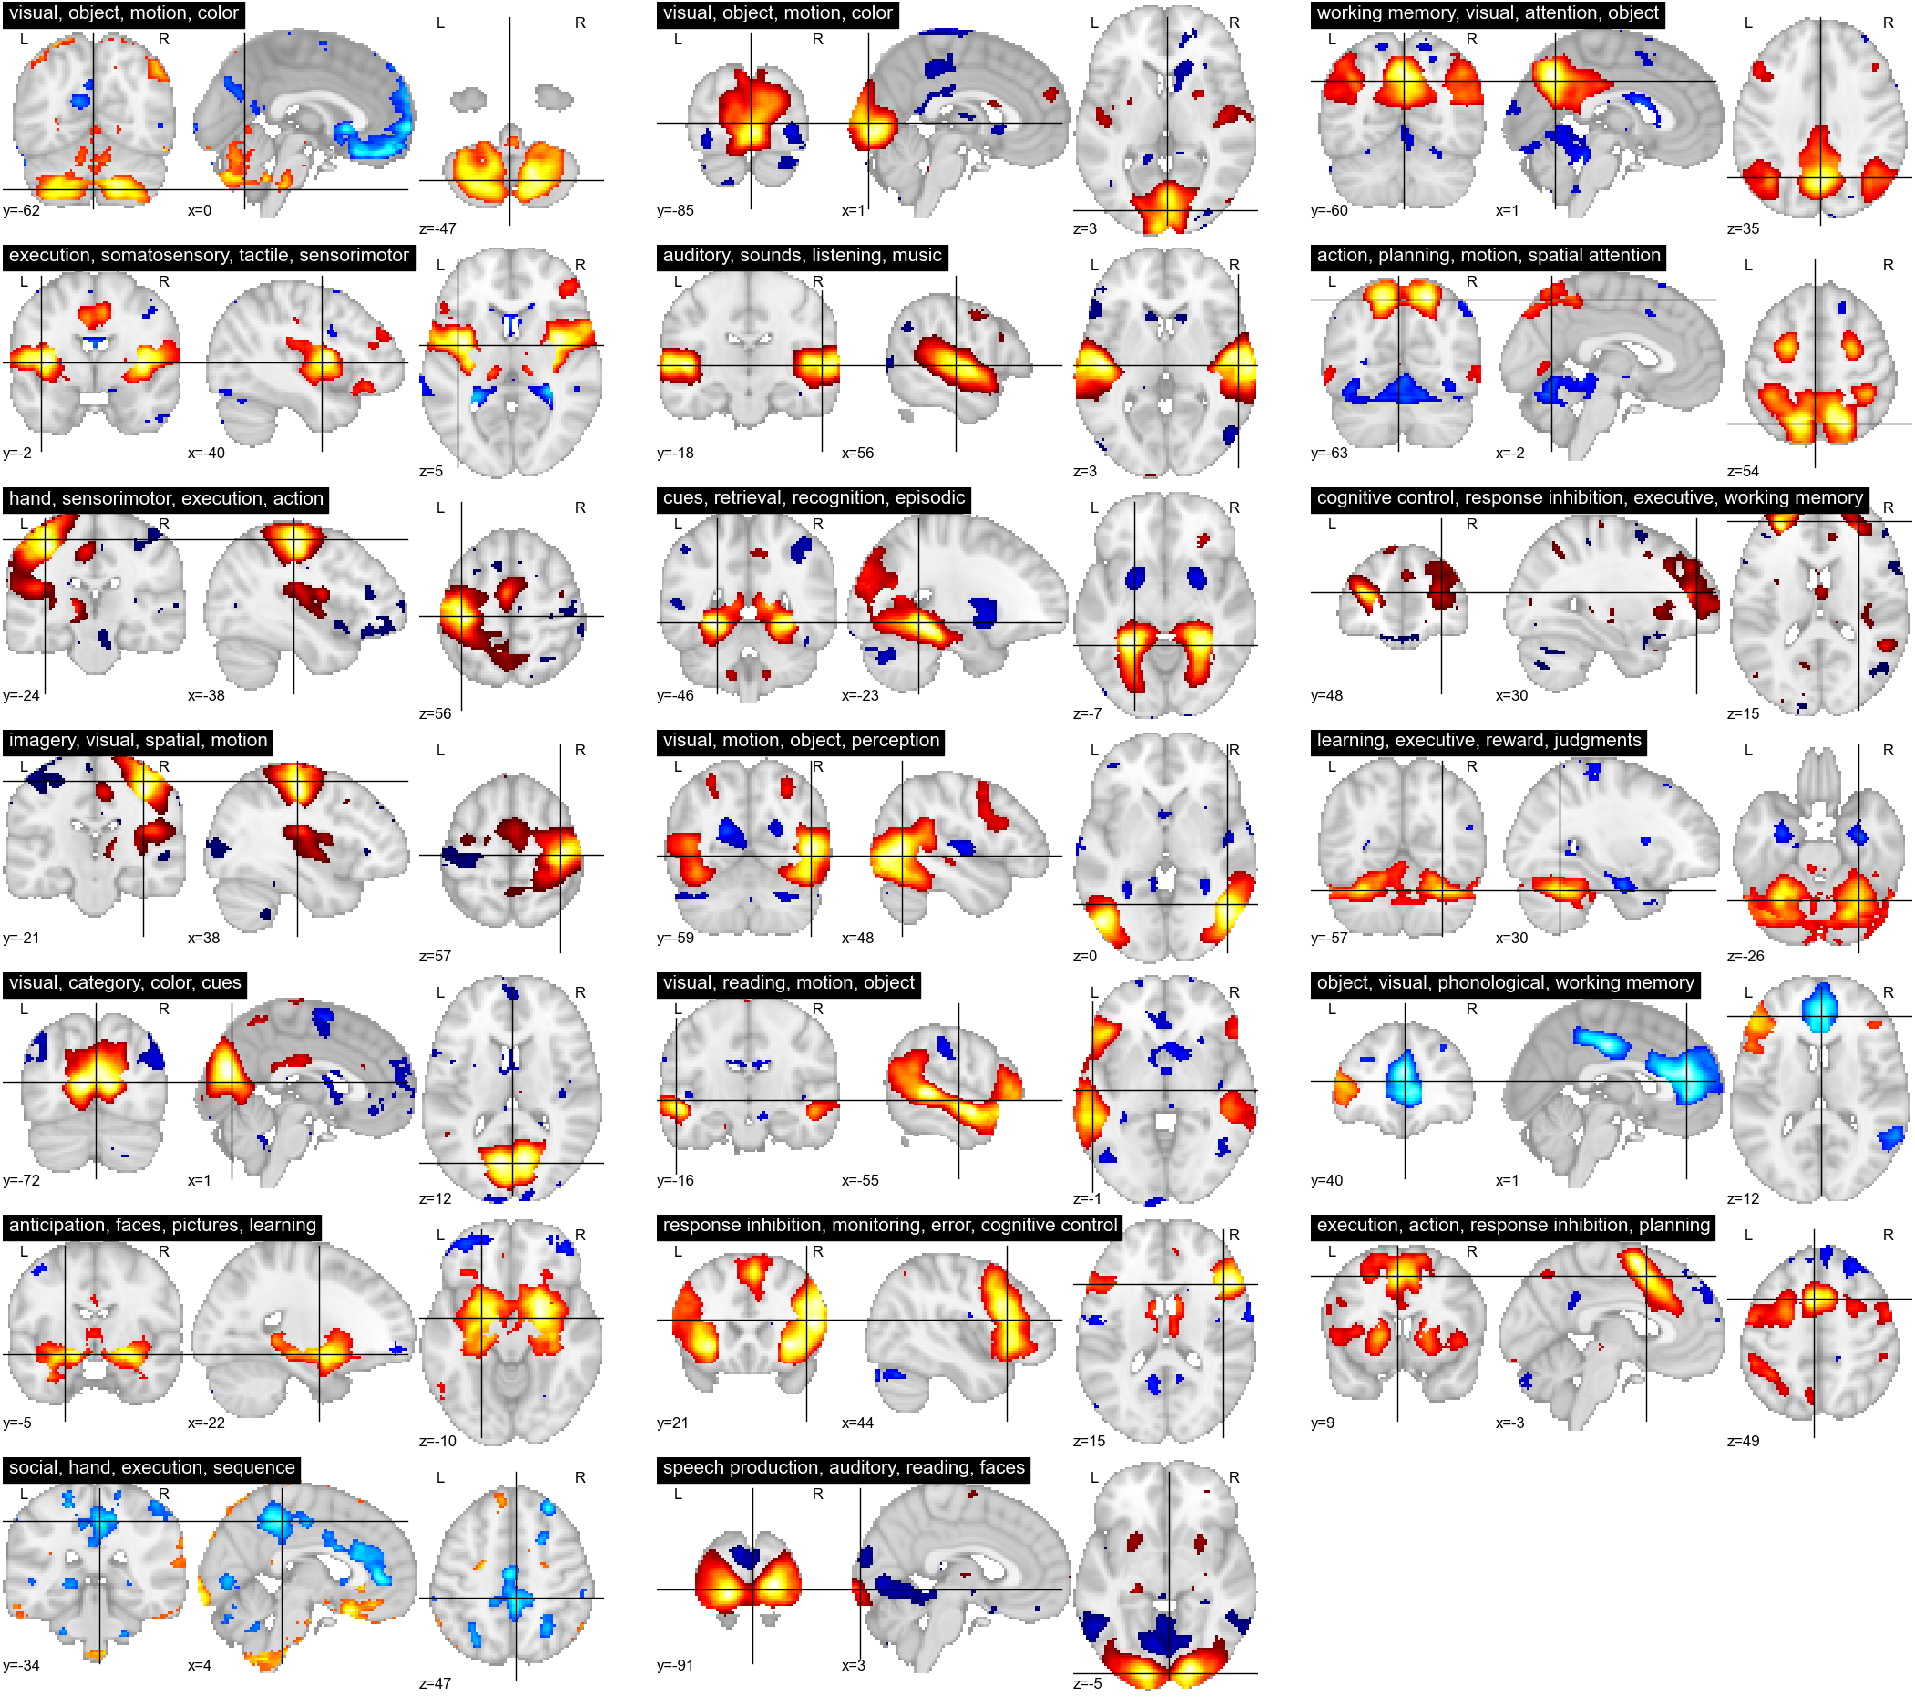 visual, object, motion, color
L R L R
y=-62 x=0 z=-47
visual, object, motion, color
L R L R
y=-85 x=1 z=3
working memory, visual, attention, object
L R L R
y=-60 x=1 z=35
execution, somatosensory, tactile, sensorimotor
L R L R
y=-2 x=-40 z=5
auditory, sounds, listening, music
L R L R
y=-18 x=56 z=3
action, planning, motion, spatial attention
L R L R
y=-63 x=-2 z=54
hand, sensorimotor, execution, action
L R L R
y=-24 x=-38 z=56
cues, retrieval, recognition, episodic
L R L R
y=-46 x=-23 z=-7
cognitive control, response inhibition, executive, working memory
L R L R
y=48 x=30 z=15
imagery, visual, spatial, motion
L R L R
y=-21 x=38 z=57
visual, motion, object, perception
L R L R
y=-59 x=48 z=0
learning, executive, reward, judgments
L R L R
y=-57 x=30 z=-26
visual, category, color, cues
L R L R
y=-72 x=1 z=12
visual, reading, motion, object
L R L R
y=-16 x=-55 z=-1
object, visual, phonological, working memory
L R L R
y=40 x=1 z=12
anticipation, faces, pictures, learning
L R L R
y=-5 x=-22 z=-10
response inhibition, monitoring, error, cognitive control
L R L R
y=21 x=44 z=15
execution, action, response inhibition, planning
L R L R
y=9 x=-3 z=49
social, hand, execution, sequence
L R L R
y=-34 x=4 z=47
speech production, auditory, reading, faces
L R L R
y=-91 x=3 z=-5